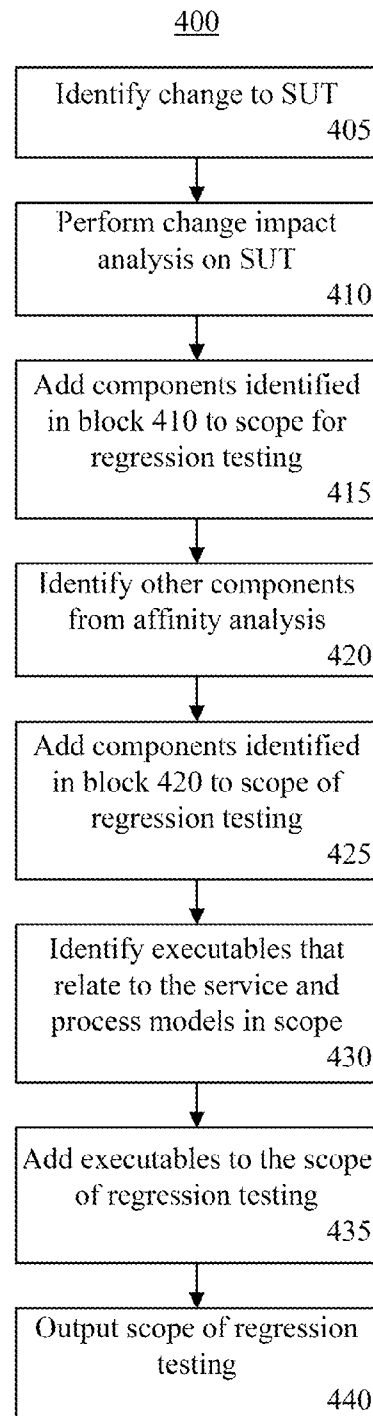 400
Identify change to SUT
405
Perform change impact
analysis on SUT
410
Add components identified
in block 410 to scope for
regression testing
415
Identify other components
from affinity analysis
420
Add components identified
in block 420 to scope of
regression testing
425
Identify executables that
relate to the service and
process models in scope
430
Add executables to the scope
of regression testing
435
Output scope of regression
testing
440